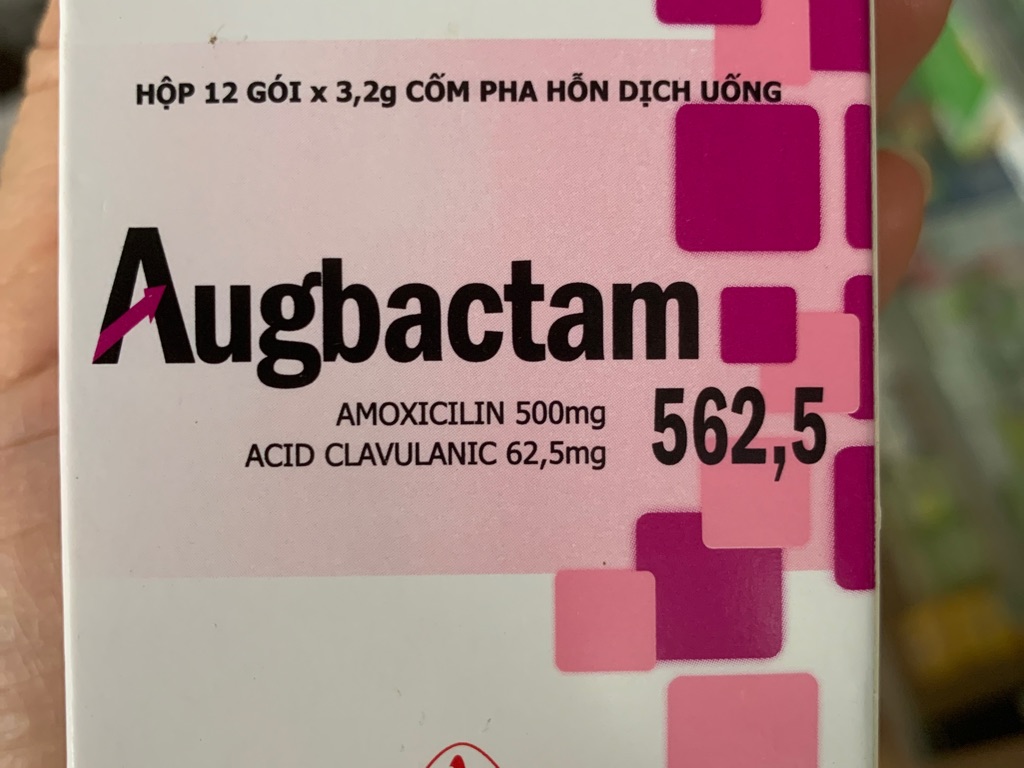 HỘP 12 GÓI x 3,2g CỐM PHA HỖN DỊCH UỐNG
Augbactam
AMOXICILIN 500mg
ACID CLAVULANIC 62,5mg
562,5